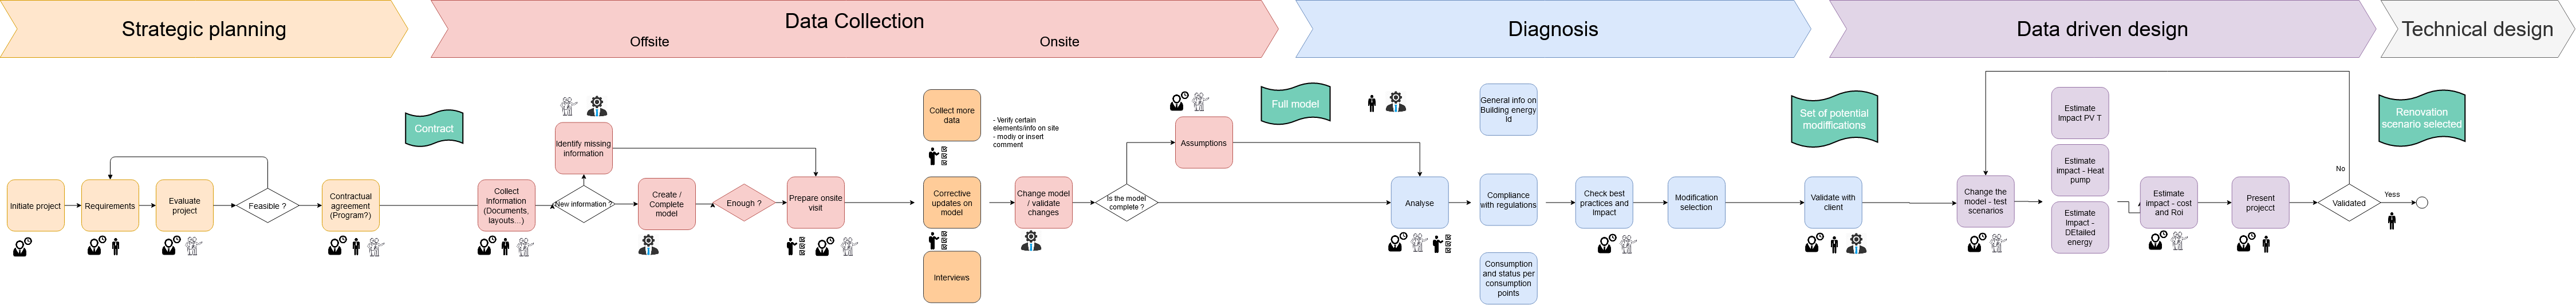 Strategic planning
Data Collection
Offsite
Onsite
Diagnosis
Data driven design
Technical design
Initiate project
Requirements
Evaluate
project
Feasible ?
Contractual
agreement
(Program?)
Contract
Collect
Information
(Documents,
layouts...)
Identify missing
information
New information ?
Create /
Complete
model
Enough ?
Prepare onsite
visit
Collect more
data
Corrective
updates on
model
Interviews
- Verify certain
elements/info on site
- modiy or insert
comment
Change model
/ validate
changes
Is the model
complete ?
Assumptions
Full model
Analyse
General info on
Building energy
Id
Compliance
with regulations
Consumption
and status per
consumption
points
Check best
practices and
Impact
Modification
selection
Set of potential
modiffications
Validate with
client
Change the
model - test
scenarios
Estimate
Impact PV T
Estimate
impact - Heat
pump
Estimate
Impact -
DEtailed
energy
Estimate
impact - cost
and Roi
Present
projecct
Validated
No
Yess
Renovation
scenario selected